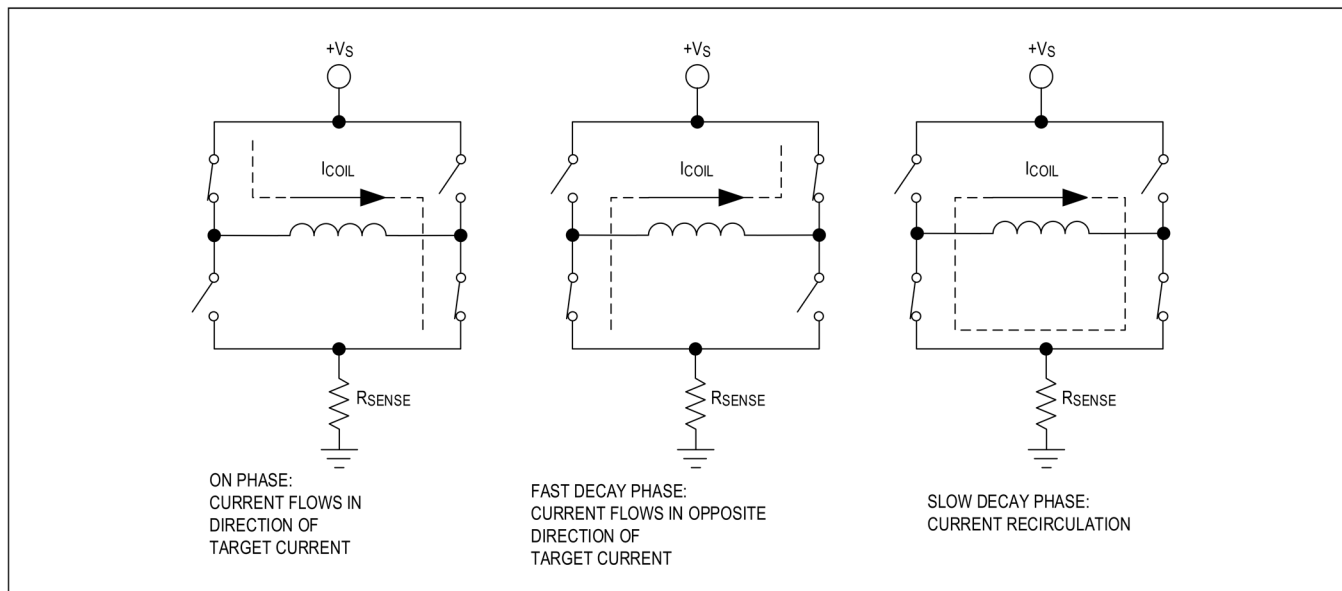 +VS
ICOIL
RSENSE
ON PHASE:
CURRENT FLOWS IN
DIRECTION OF
TARGET CURRENT
+VS
ICOIL
RSENSE
FAST DECAY PHASE:
CURRENT FLOWS IN OPPOSITE
DIRECTION OF
TARGET CURRENT
+VS
ICOIL
RSENSE
SLOW DECAY PHASE:
CURRENT RECIRCULATION